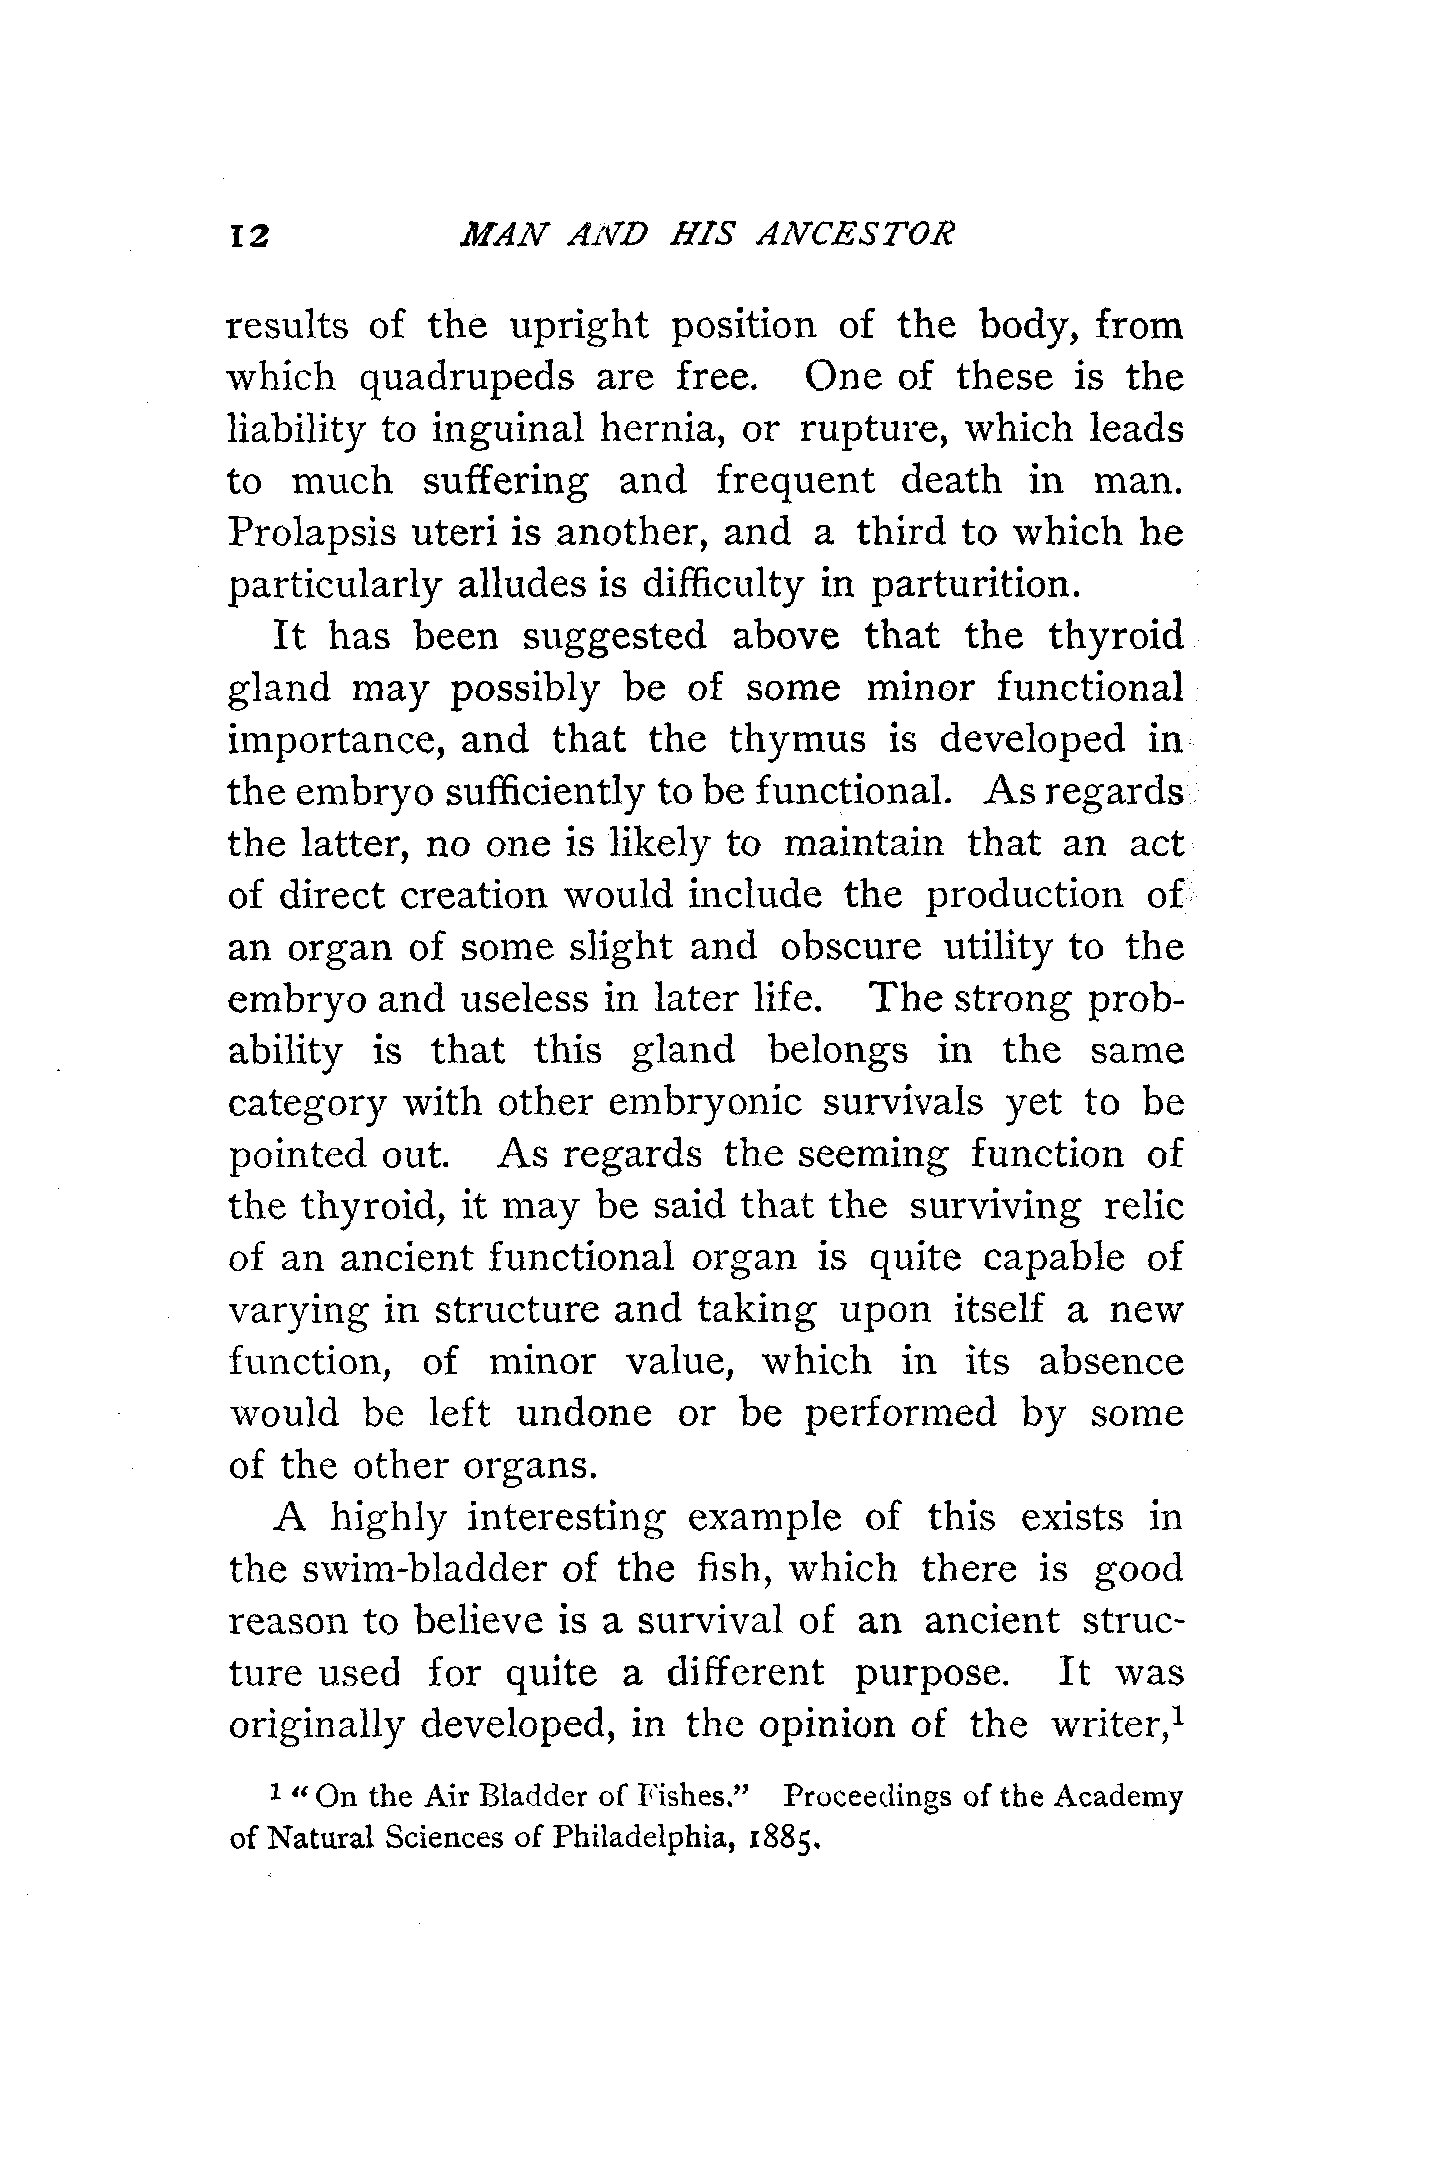 12 MAN AND HIS ANCESTOR
results of the upright position of the body, from
which quadrupeds are free. One of these is the
liability to inguinal hernia, or rupture, which leads
to much suffering and frequent death in man.
Prolapsis uteri is another, and a third to which he
particularly alludes is difficulty in parturition.
It has been suggested above that the thyroid
gland may possibly be of some minor functional
importance, and that the thymus is developed in
the embryo sufficiently to be functional. As regards
the latter, no one is likely to maintain that an act
of direct creation would include the production of
an organ of some slight and obscure utility to the
embryo and useless in later life. The strong prob-
ability is that this gland belongs in the same
category with other embryonic survivals yet to be
pointed out. As regards the seeming function of
the thyroid, it may be said that the surviving relic
of an ancient functional organ is quite capable of
varying in structure and taking upon itself a new
function, of minor value, which in its absence
would be left undone or be performed by some
of the other organs.
A highly interesting example of this exists in
the swim-bladder of the fish, which there is good
reason to believe is a survival of an ancient struc-
ture used for quite a different purpose. It was
originally developed, in the opinion of the writer,¹
¹ “On the Air Bladder of Fishes.” Proceedings of the Academy
of Natural Sciences of Philadelphia, 1885.